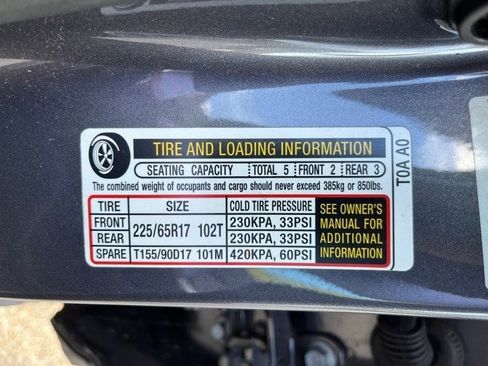 TIRE AND LOADING INFORMATION
SEATING CAPACITY TOTAL 5 FRONT 2 REAR 3
The combined weight of occupants and cargo should never exceed 385kg or 850lbs.
TIRE SIZE COLD TIRE PRESSURE
FRONT 225/65R17 102T 230KPA, 33PSI
REAR 230KPA, 33PSI
SPARE T155/90D17 101M 420KPA, 60PSI
SEE OWNER'S
MANUAL FOR
ADDITIONAL
INFORMATION
T0A A0